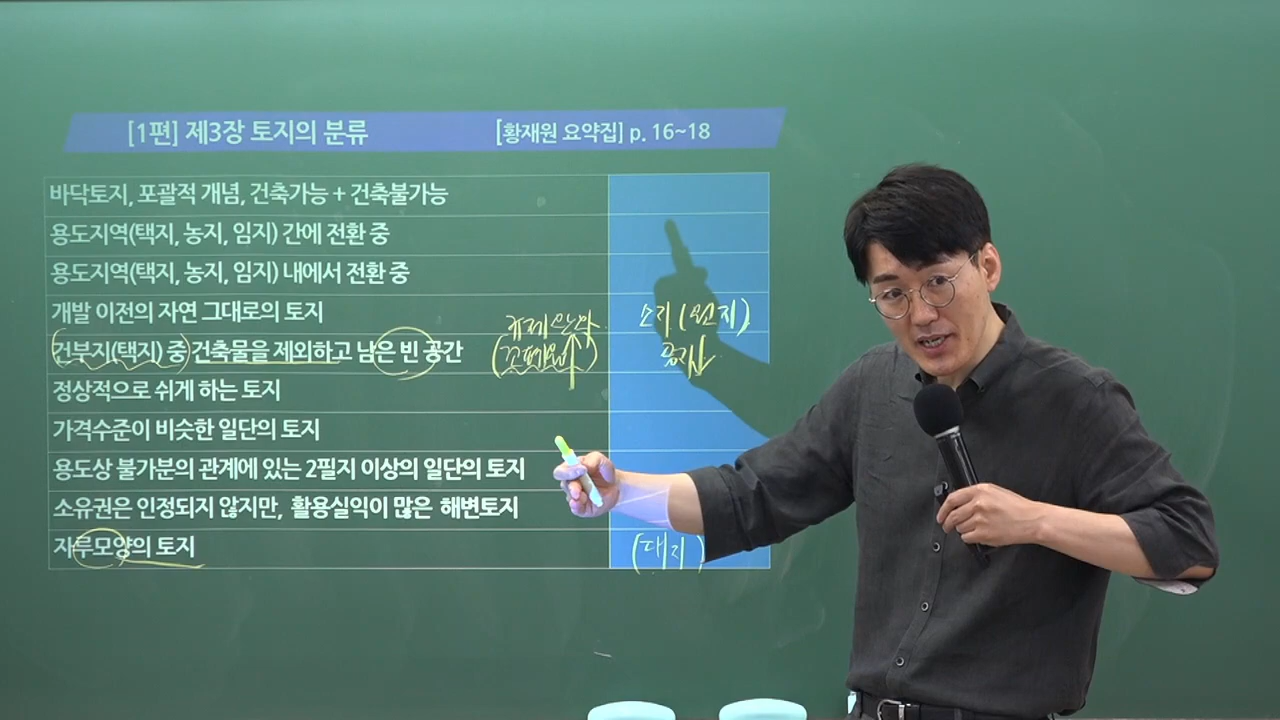 [1편] 제3장 토지의 분류 [황재원 요약집] p. 16~18
바닥토지, 포괄적 개념, 건축가능 + 건축불가능
용도지역(택지, 농지, 임지) 간에 전환 중
용도지역(택지, 농지, 임지) 내에서 전환 중
개발 이전의 자연 그대로의 토지 소지(원지)
건부지(택지) 중 건축물을 제외하고 남은 빈 공간 공지
정상적으로 쉬게 하는 토지
가격수준이 비슷한 일단의 토지
용도상 불가분의 관계에 있는 2필지 이상의 일단의 토지
소유권은 인정되지 않지만, 활용실익이 많은 해변토지
자루모양의 토지 (대지)